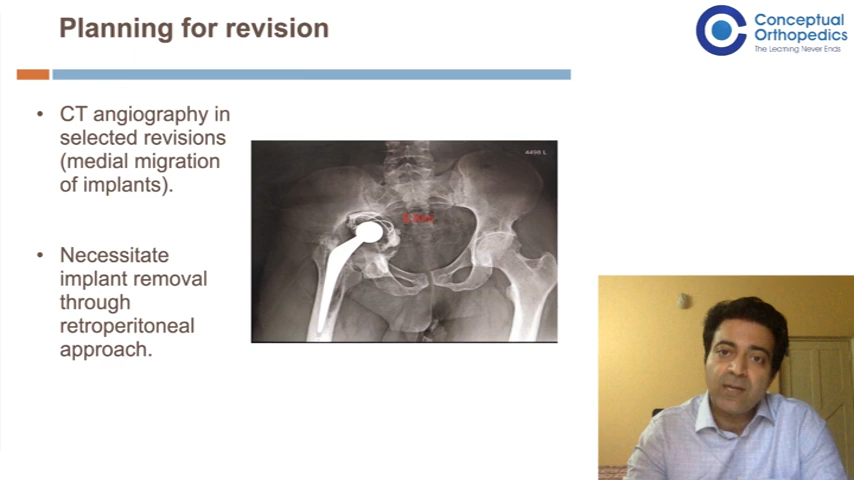 Planning for revision
Conceptual
Orthopedics
The Learning Never Ends
• CT angiography in
selected revisions
(medial migration
of implants).
• Necessitate
implant removal
through
retroperitoneal
approach.